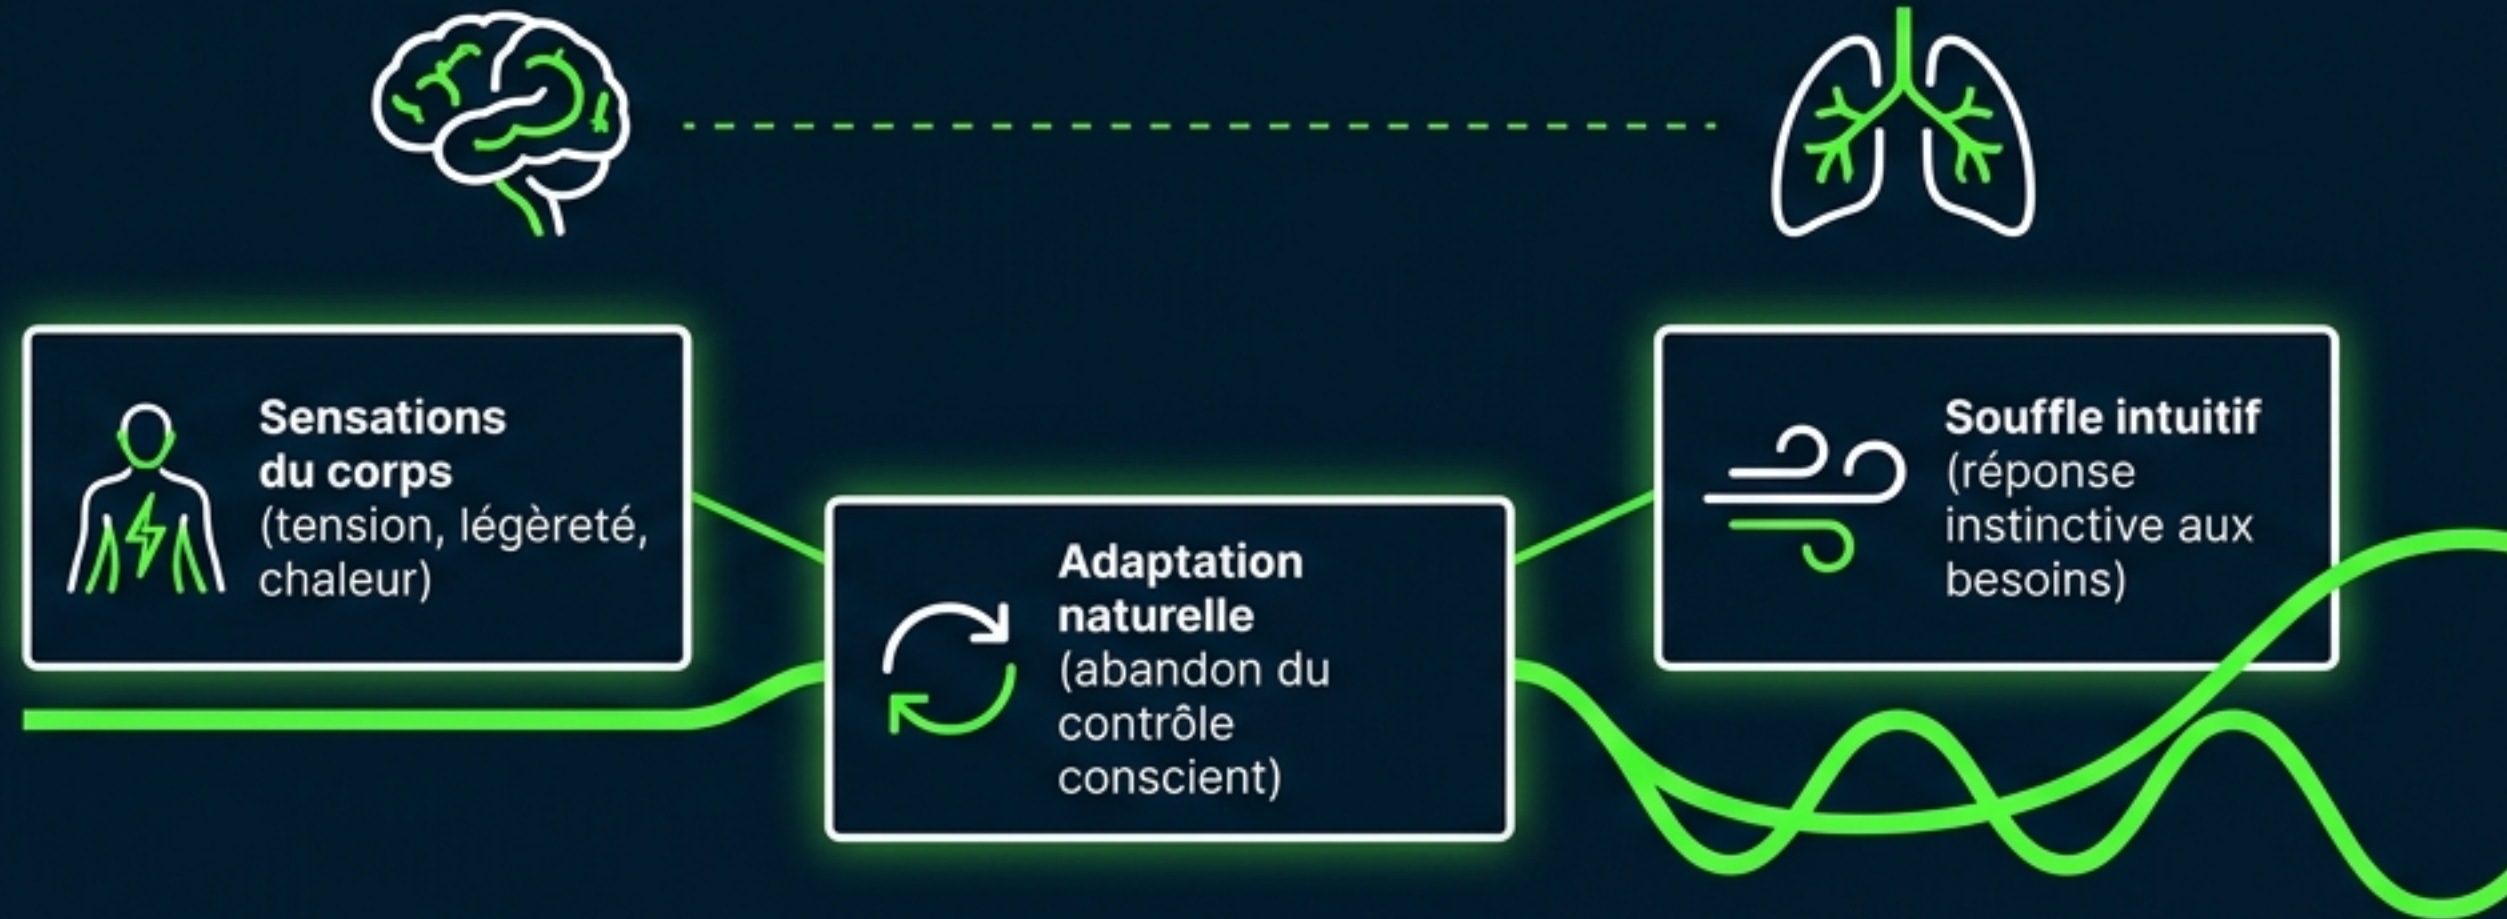 Sensations
du corps
(tension, légèreté,
chaleur)
Adaptation
naturelle
(abandon du
contrôle
conscient)
Souffle intuitif
(réponse
instinctive aux
besoins)